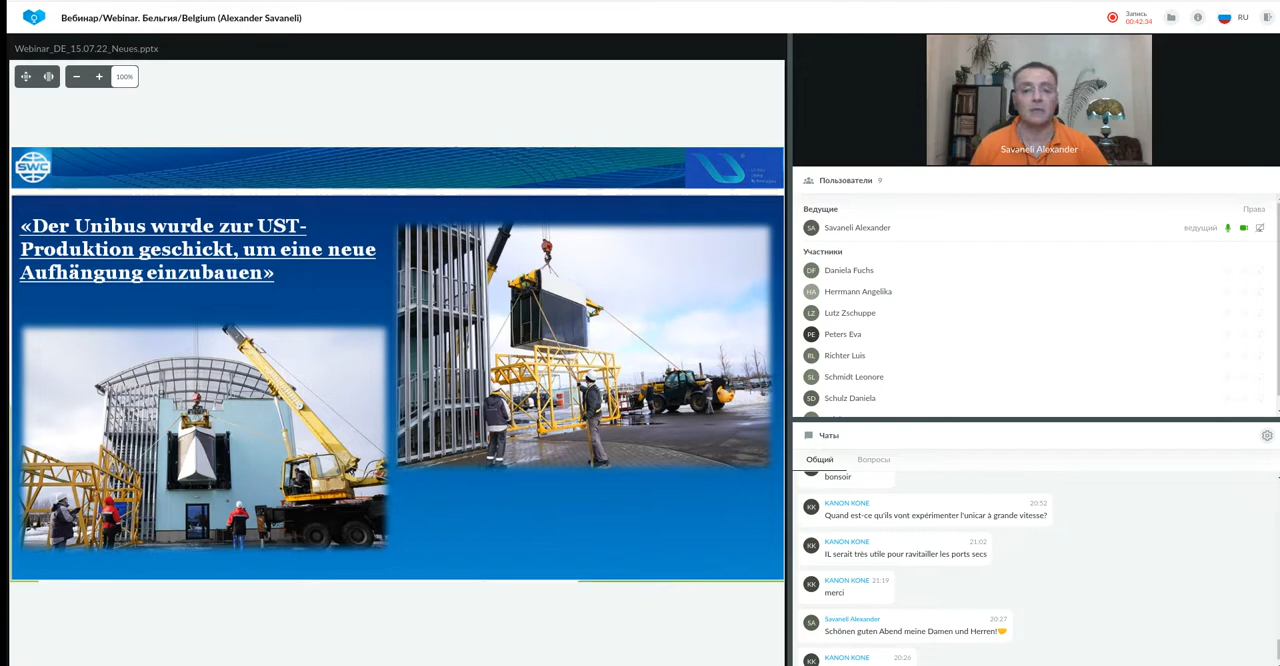 Вебинар/Webinar. Бельгия/Belgium (Alexander Savaneli)
Запись
00:42:34
RU
Webinar_DE_15.07.22_Neues.pptx
100%
SWC
«Der Unibus wurde zur UST-
Produktion geschickt, um eine neue
Aufhängung einzubauen»
Savaneli Alexander
Пользователи 9
Ведущие Права
SA Savaneli Alexander ведущий
Участники
DF Daniela Fuchs
HA Herrmann Angelika
LZ Lutz Zschuppe
PE Peters Eva
RL Richter Luis
SL Schmidt Leonore
SD Schulz Daniela
Чаты
Общий Вопросы
bonsoir
KK KANON KONE 20:52
Quand est-ce qu'ils vont expérimenter l'unicar à grande vitesse?
KK KANON KONE 21:02
IL serait très utile pour ravitailler les ports secs
KK KANON KONE 21:19
merci
SA Savaneli Alexander 20:27
Schönen guten Abend meine Damen und Herren!🤝
KK KANON KONE 20:26